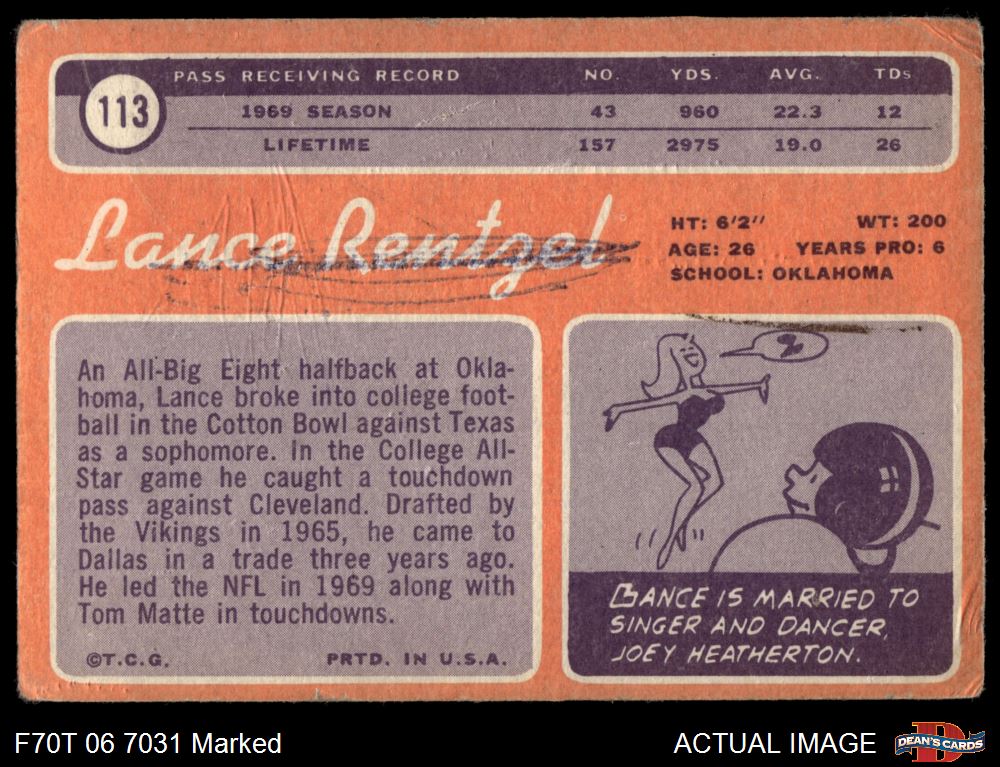 113
PASS RECEIVING RECORD NO. YDS. AVG. TDs
1969 SEASON 43 960 22.3 12
LIFETIME 157 2975 19.0 26
Lance Rentzel
HT: 6'2" WT: 200
AGE: 26 YEARS PRO: 6
SCHOOL: OKLAHOMA
An All-Big Eight halfback at Okla-
homa, Lance broke into college foot-
ball in the Cotton Bowl against Texas
as a sophomore. In the College All-
Star game he caught a touchdown
pass against Cleveland. Drafted by
the Vikings in 1965, he came to
Dallas in a trade three years ago.
He led the NFL in 1969 along with
Tom Matte in touchdowns.
©T.C.G. PRTD. IN U.S.A.
LANCE IS MARRIED TO
SINGER AND DANCER,
JOEY HEATHERTON.
F70T 06 7031 Marked
ACTUAL IMAGE
D
DEAN'S CARDS